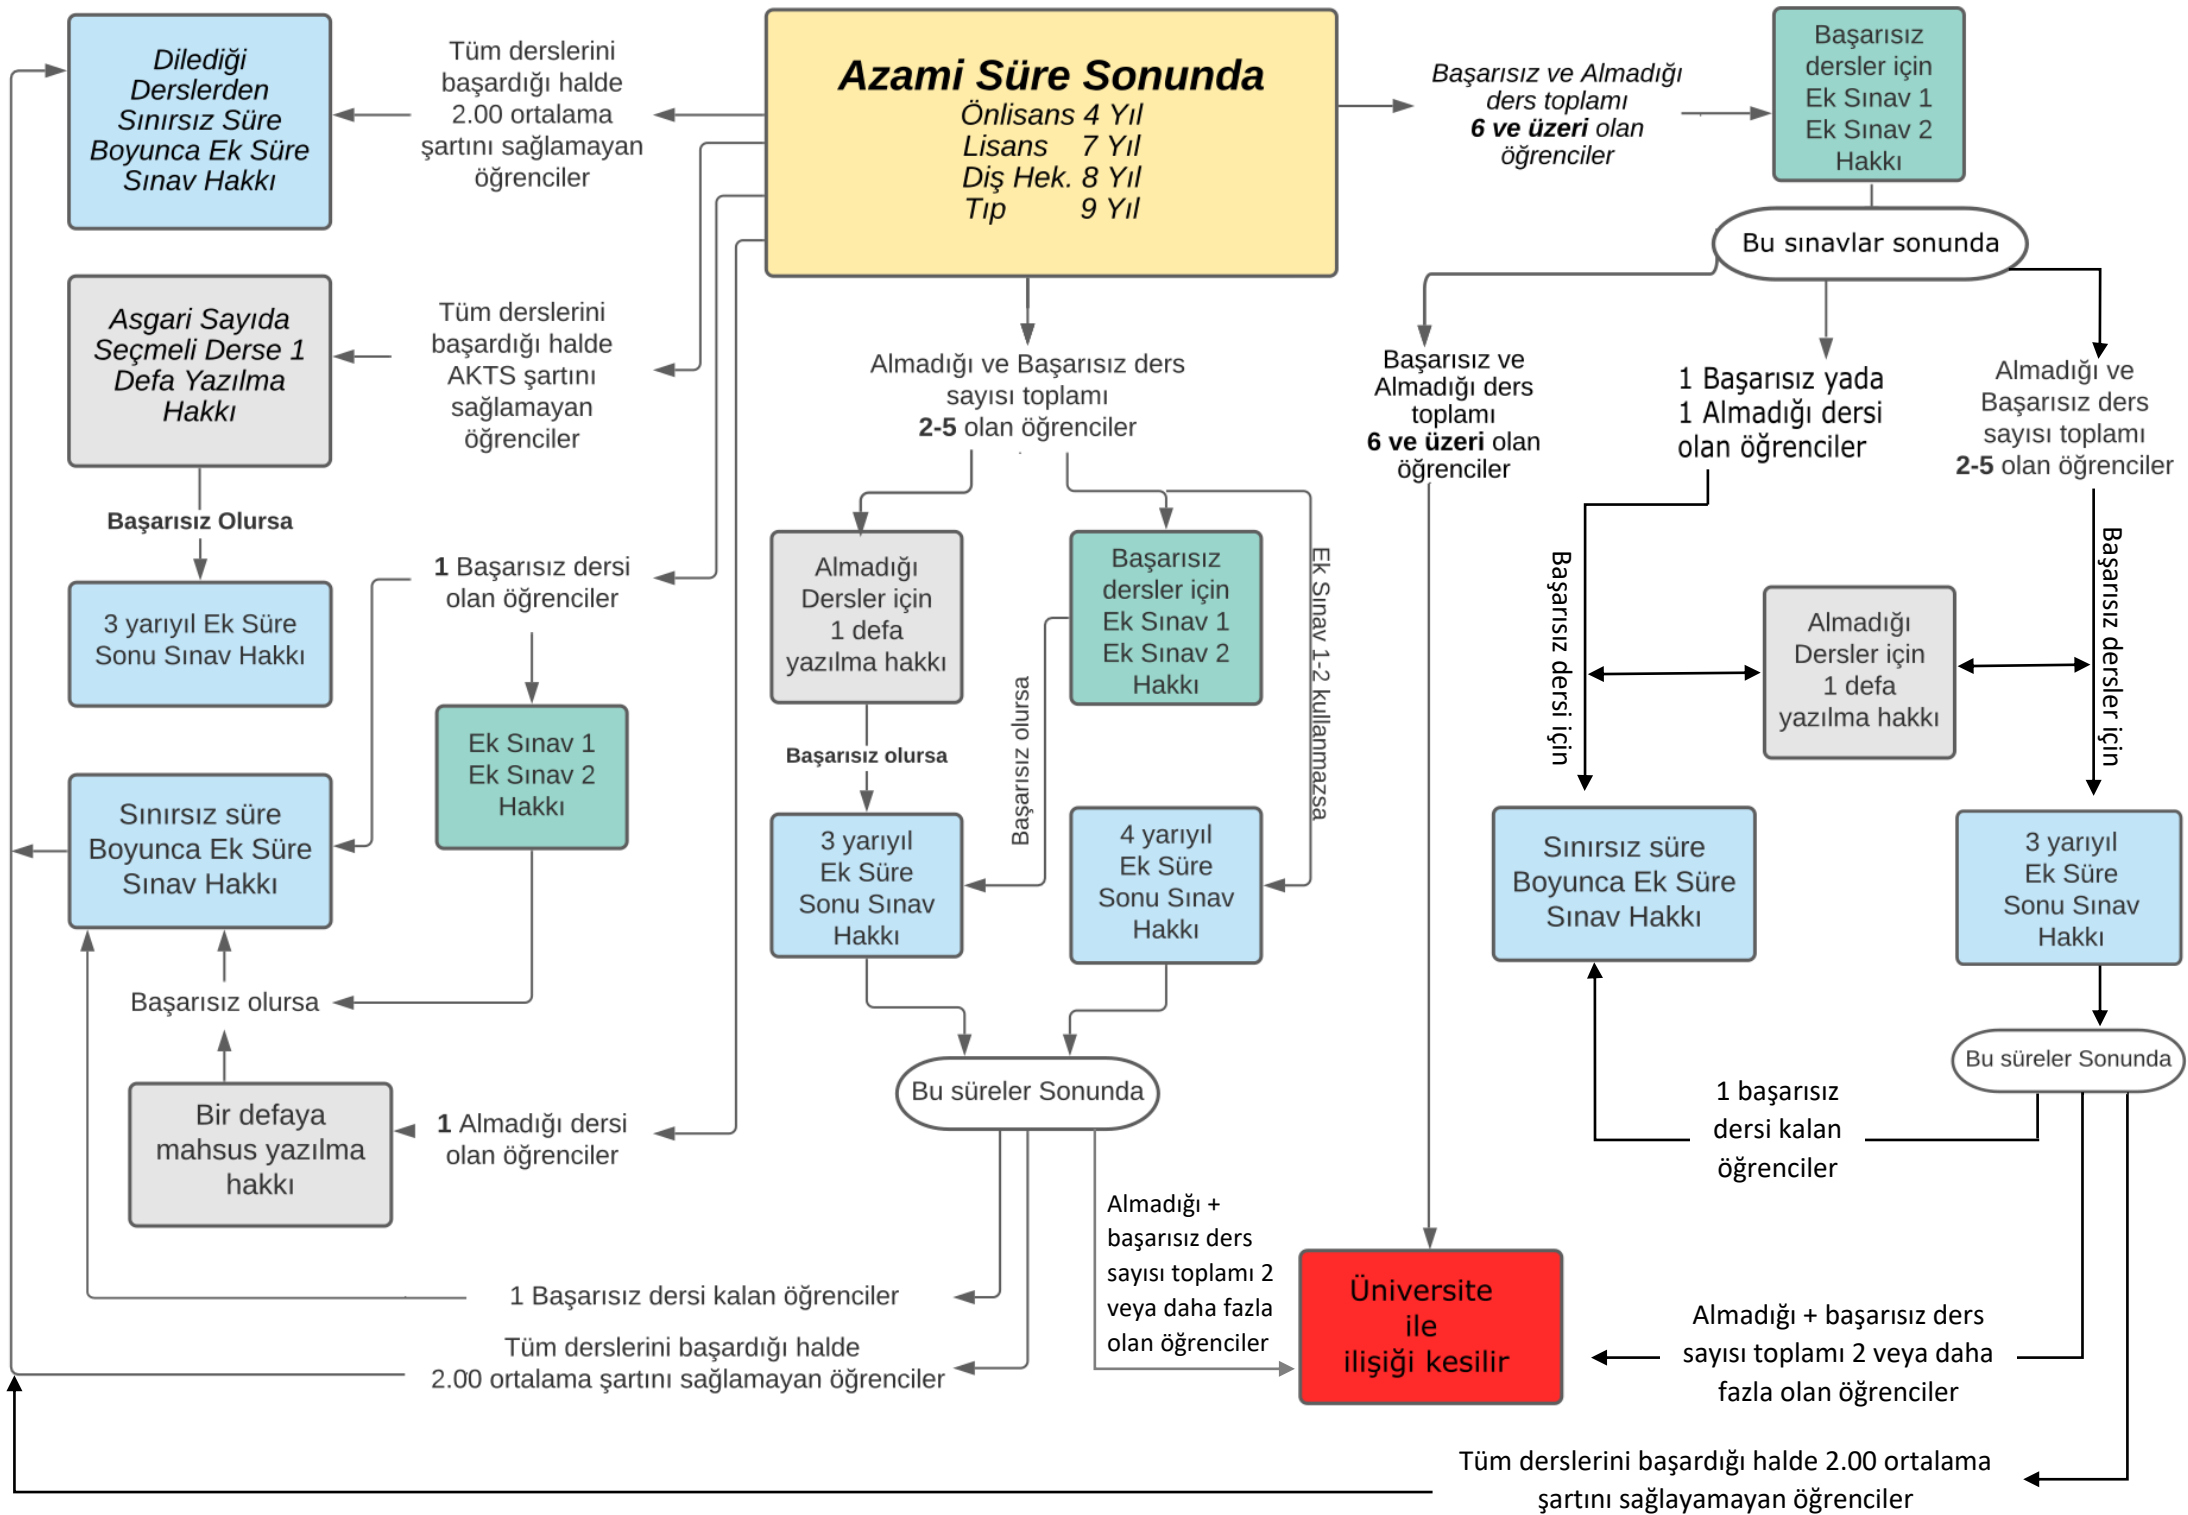 Dilediği
Derslerden
Sınırsız Süre
Boyunca Ek Süre
Sınav Hakkı
Tüm derslerini
başardığı halde
2.00 ortalama
şartını sağlamayan
öğrenciler
Azami Süre Sonunda
Önlisans 4 Yıl
Lisans 7 Yıl
Diş Hek. 8 Yıl
Tıp 9 Yıl
Başarısız ve Almadığı
ders toplamı
6 ve üzeri olan
öğrenciler
Başarısız
dersler için
Ek Sınav 1
Ek Sınav 2
Hakkı
Bu sınavlar sonunda
Asgari Sayıda
Seçmeli Derse 1
Defa Yazılma
Hakkı
Tüm derslerini
başardığı halde
AKTS şartını
sağlamayan
öğrenciler
Almadığı ve Başarısız ders
sayısı toplamı
2-5 olan öğrenciler
Başarısız ve
Almadığı ders
toplamı
6 ve üzeri olan
öğrenciler
1 Başarısız yada
1 Almadığı dersi
olan öğrenciler
Almadığı ve
Başarısız ders
sayısı toplamı
2-5 olan öğrenciler
Başarısız Olursa
3 yarıyıl Ek Süre
Sonu Sınav Hakkı
1 Başarısız dersi
olan öğrenciler
Ek Sınav 1
Ek Sınav 2
Hakkı
Almadığı
Dersler için
1 defa
yazılma hakkı
Başarısız
dersler için
Ek Sınav 1
Ek Sınav 2
Hakkı
Ek Sınav 1-2 kullanmazsa
Başarısız olursa
Başarısız olursa
Başarısız dersi için
Almadığı
Dersler için
1 defa
yazılma hakkı
Başarısız dersler için
Sınırsız süre
Boyunca Ek Süre
Sınav Hakkı
3 yarıyıl
Ek Süre
Sonu Sınav
Hakkı
4 yarıyıl
Ek Süre
Sonu Sınav
Hakkı
Sınırsız süre
Boyunca Ek Süre
Sınav Hakkı
3 yarıyıl
Ek Süre
Sonu Sınav
Hakkı
Başarısız olursa
Bu süreler Sonunda
Bu süreler Sonunda
Bir defaya
mahsus yazılma
hakkı
1 Almadığı dersi
olan öğrenciler
1 başarısız
dersi kalan
öğrenciler
Almadığı +
başarısız ders
sayısı toplamı 2
veya daha fazla
olan öğrenciler
1 Başarısız dersi kalan öğrenciler
Tüm derslerini başardığı halde
2.00 ortalama şartını sağlamayan öğrenciler
Üniversite
ile
ilişiği kesilir
Almadığı + başarısız ders
sayısı toplamı 2 veya daha
fazla olan öğrenciler
Tüm derslerini başardığı halde 2.00 ortalama
şartını sağlayamayan öğrenciler